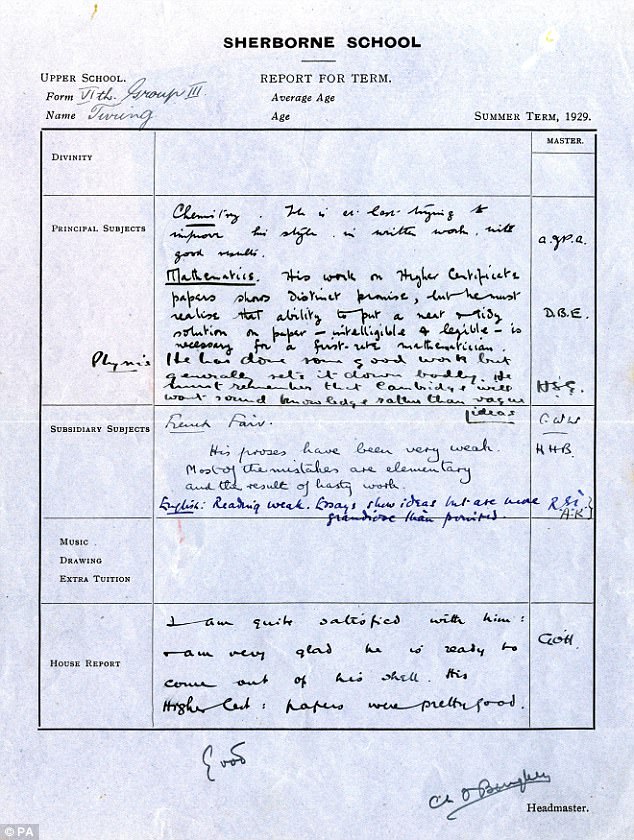 SHERBORNE SCHOOL
UPPER SCHOOL. REPORT FOR TERM.
Form VIth. Group III. Average Age
Name Turing Age SUMMER TERM, 1929.
MASTER.
DIVINITY
PRINCIPAL SUBJECTS
Chemistry. He is at last trying to
improve his style in written work with
good results. A.J.P.A.
Mathematics. His work on Higher Certificate
papers shows distinct promise, but he must
realise that ability to put a neat & tidy
solution on paper – intelligible & legible – is D.B.E.
necessary for a first-rate mathematician.
Physics He has done some good work but
generally sets it down badly. He
must remember that Cambridge will H.S.G.
want sound knowledge rather than vague
ideas
SUBSIDIARY SUBJECTS French Fair.
His proses have been very weak. H.H.B.
Most of the mistakes are elementary
and the result of hasty work.
English: Reading weak. Essays show ideas but are more
grandiose than A.K.
MUSIC
DRAWING
EXTRA TUITION
HOUSE REPORT
I am quite satisfied with him:
I am very glad he is ready to G.O'H.
come out of his shell. His
Higher Cert: papers were pretty good.
Good
Headmaster.
© PA